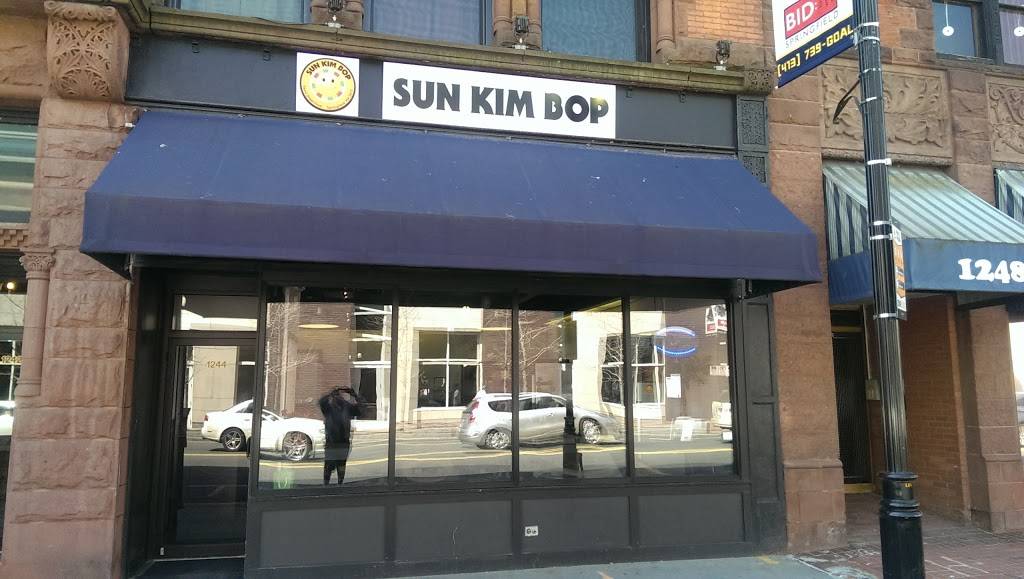 SUN KIM BOP
SUN KIM BOP
BID
SPRINGFIELD
(413) 739-GOAL
1248
1244